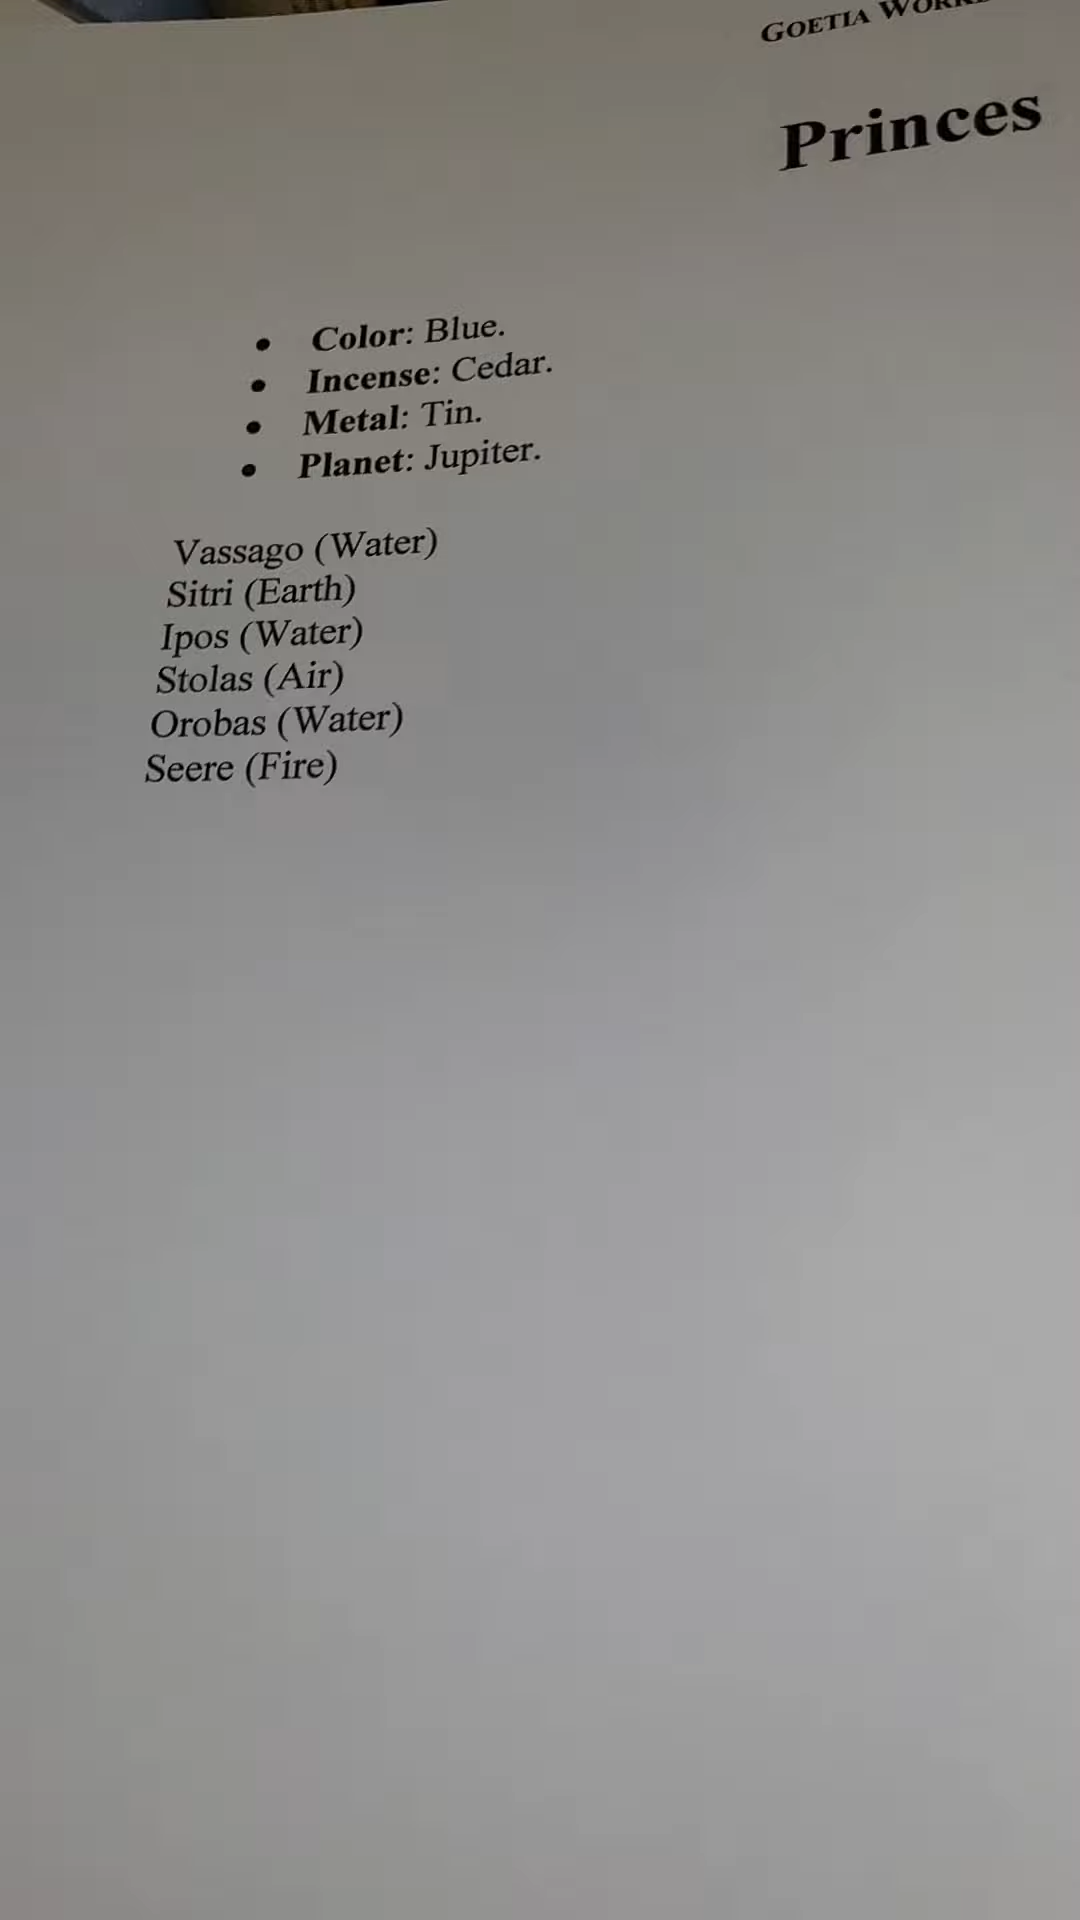 GOETIA
Princes
• Color: Blue.
• Incense: Cedar.
• Metal: Tin.
• Planet: Jupiter.
Vassago (Water)
Sitri (Earth)
Ipos (Water)
Stolas (Air)
Orobas (Water)
Seere (Fire)